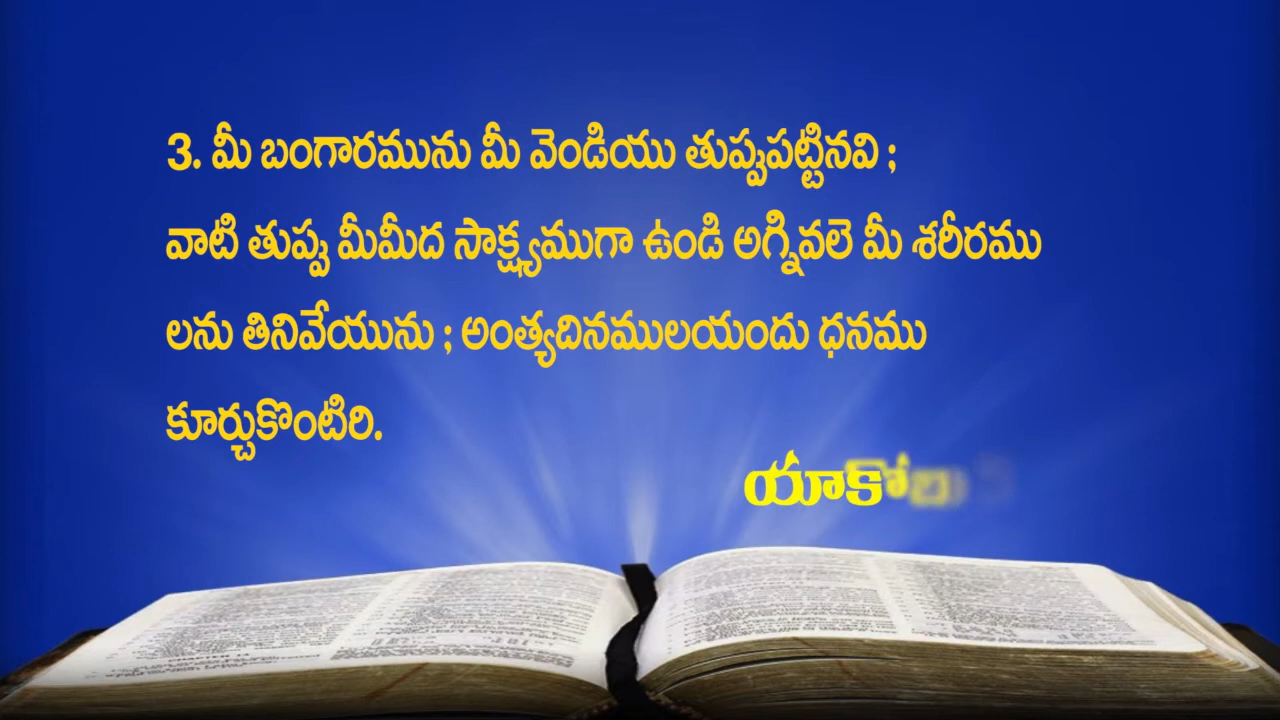 3. మీ బంగారమును మీ వెండియు తుప్పుపట్టినవి ;
వాటి తుప్పు మీమీద సాక్ష్యముగా ఉండి అగ్నివలె మీ శరీరము
లను తినివేయును ; అంత్యదినములయందు ధనము
కూర్చుకొంటిరి.
యాకోబు